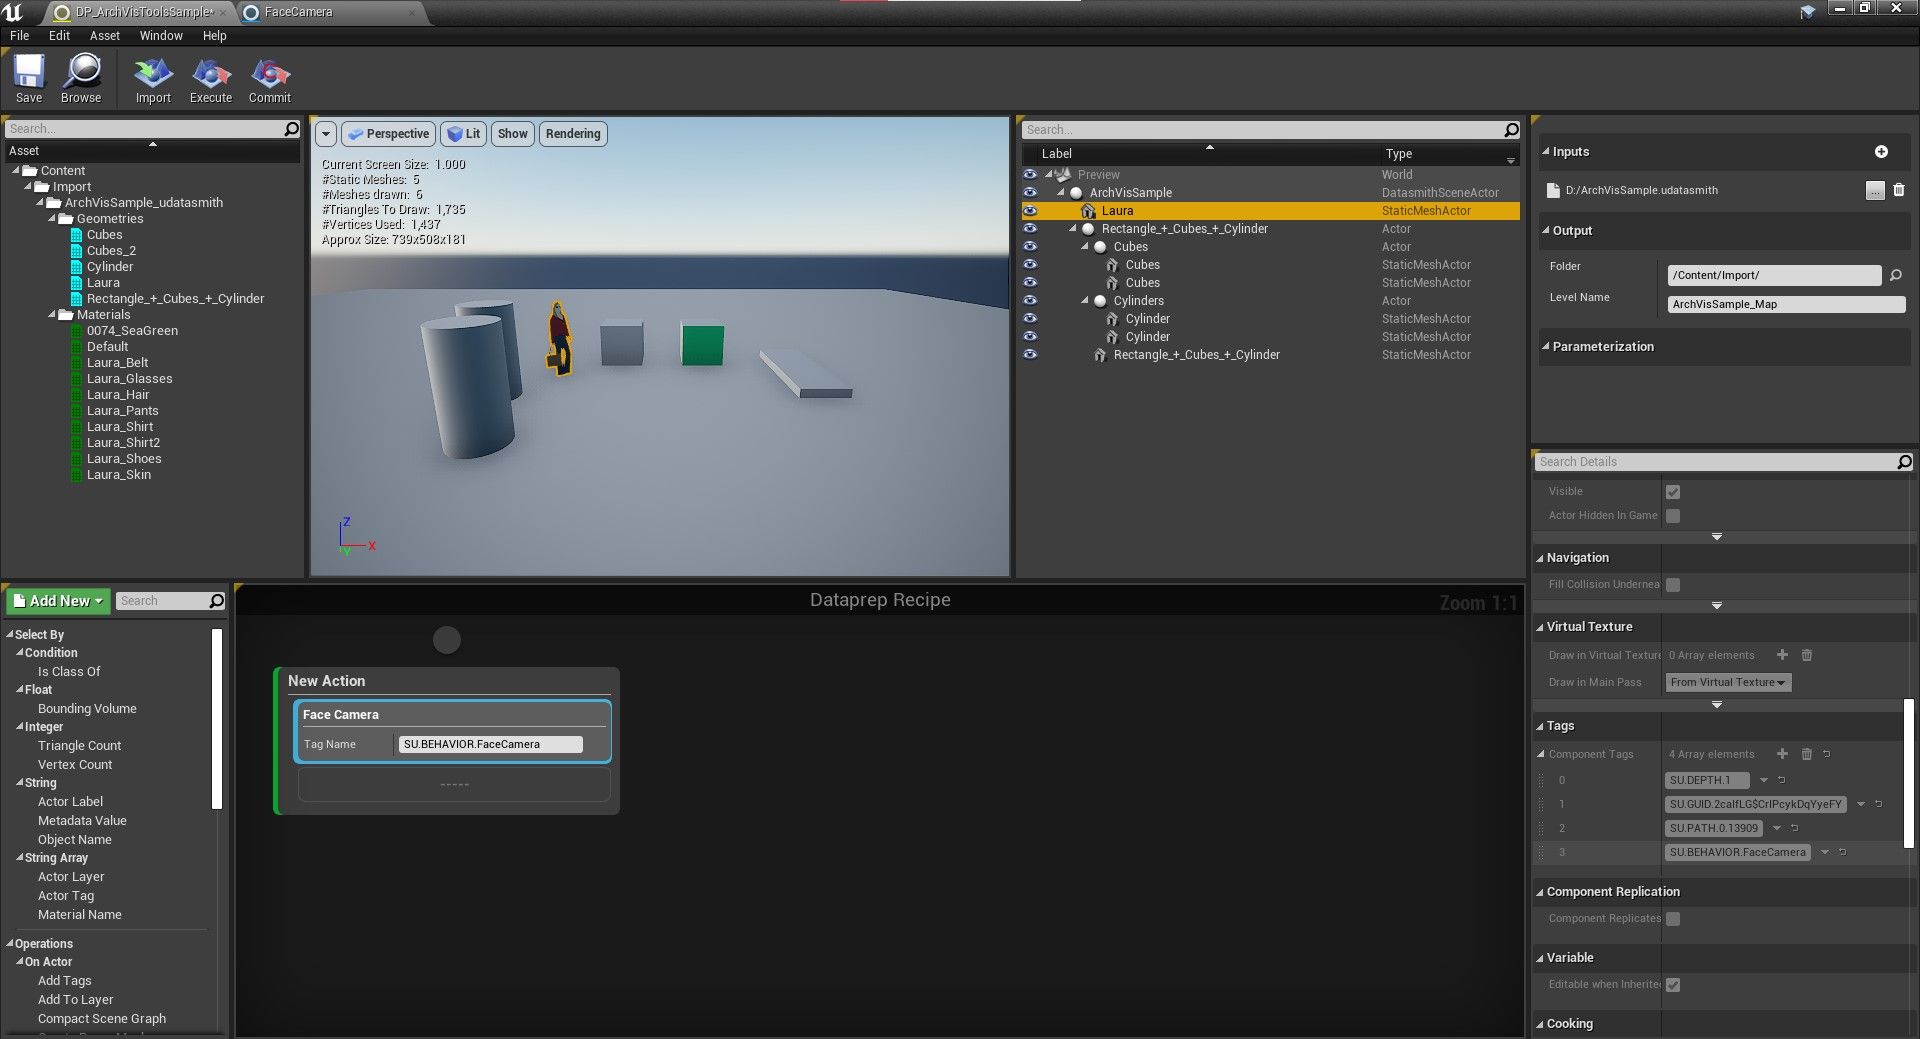 DP_ArchVisToolsSample*
FaceCamera
File Edit Asset Window Help
Save Browse Import Execute Commit
Search...
Asset
Content
Import
ArchVisSample_udatasmith
Geometries
Cubes
Cubes_2
Cylinder
Laura
Rectangle_+_Cubes_+_Cylinder
Materials
0074_SeaGreen
Default
Laura_Belt
Laura_Glasses
Laura_Hair
Laura_Pants
Laura_Shirt
Laura_Shirt2
Laura_Shoes
Laura_Skin
Perspective Lit Show Rendering
Current Screen Size: 1.000
#Static Meshes: 5
#Meshes drawn: 6
#Triangles To Draw: 1,735
#Vertices Used: 1,437
Approx Size: 739x508x181
Z
X
Y
Search...
Label Type
Preview World
ArchVisSample DatasmithSceneActor
Laura StaticMeshActor
Rectangle_+_Cubes_+_Cylinder Actor
Cubes Actor
Cubes StaticMeshActor
Cubes StaticMeshActor
Cylinders Actor
Cylinder StaticMeshActor
Cylinder StaticMeshActor
Rectangle_+_Cubes_+_Cylinder StaticMeshActor
Inputs
D:/ArchVisSample.udatasmith ...
Output
Folder /Content/Import/
Level Name ArchVisSample_Map
Parameterization
Search Details
Visible
Actor Hidden In Game
Navigation
Fill Collision Undernea
Virtual Texture
Draw in Virtual Texture 0 Array elements
Draw in Main Pass From Virtual Texture
Tags
Component Tags 4 Array elements
0 SU.DEPTH.1
1
2 SU.PATH.0.13909
3 SU.BEHAVIOR.FaceCamera
Component Replication
Component Replicates
Variable
Editable when Inherite
Cooking
Add New Search
Select By
Condition
Is Class Of
Float
Bounding Volume
Integer
Triangle Count
Vertex Count
String
Actor Label
Metadata Value
Object Name
String Array
Actor Layer
Actor Tag
Material Name
Operations
On Actor
Add Tags
Add To Layer
Compact Scene Graph
Dataprep Recipe
Zoom 1:1
New Action
Face Camera
Tag Name SU.BEHAVIOR.FaceCamera
-----